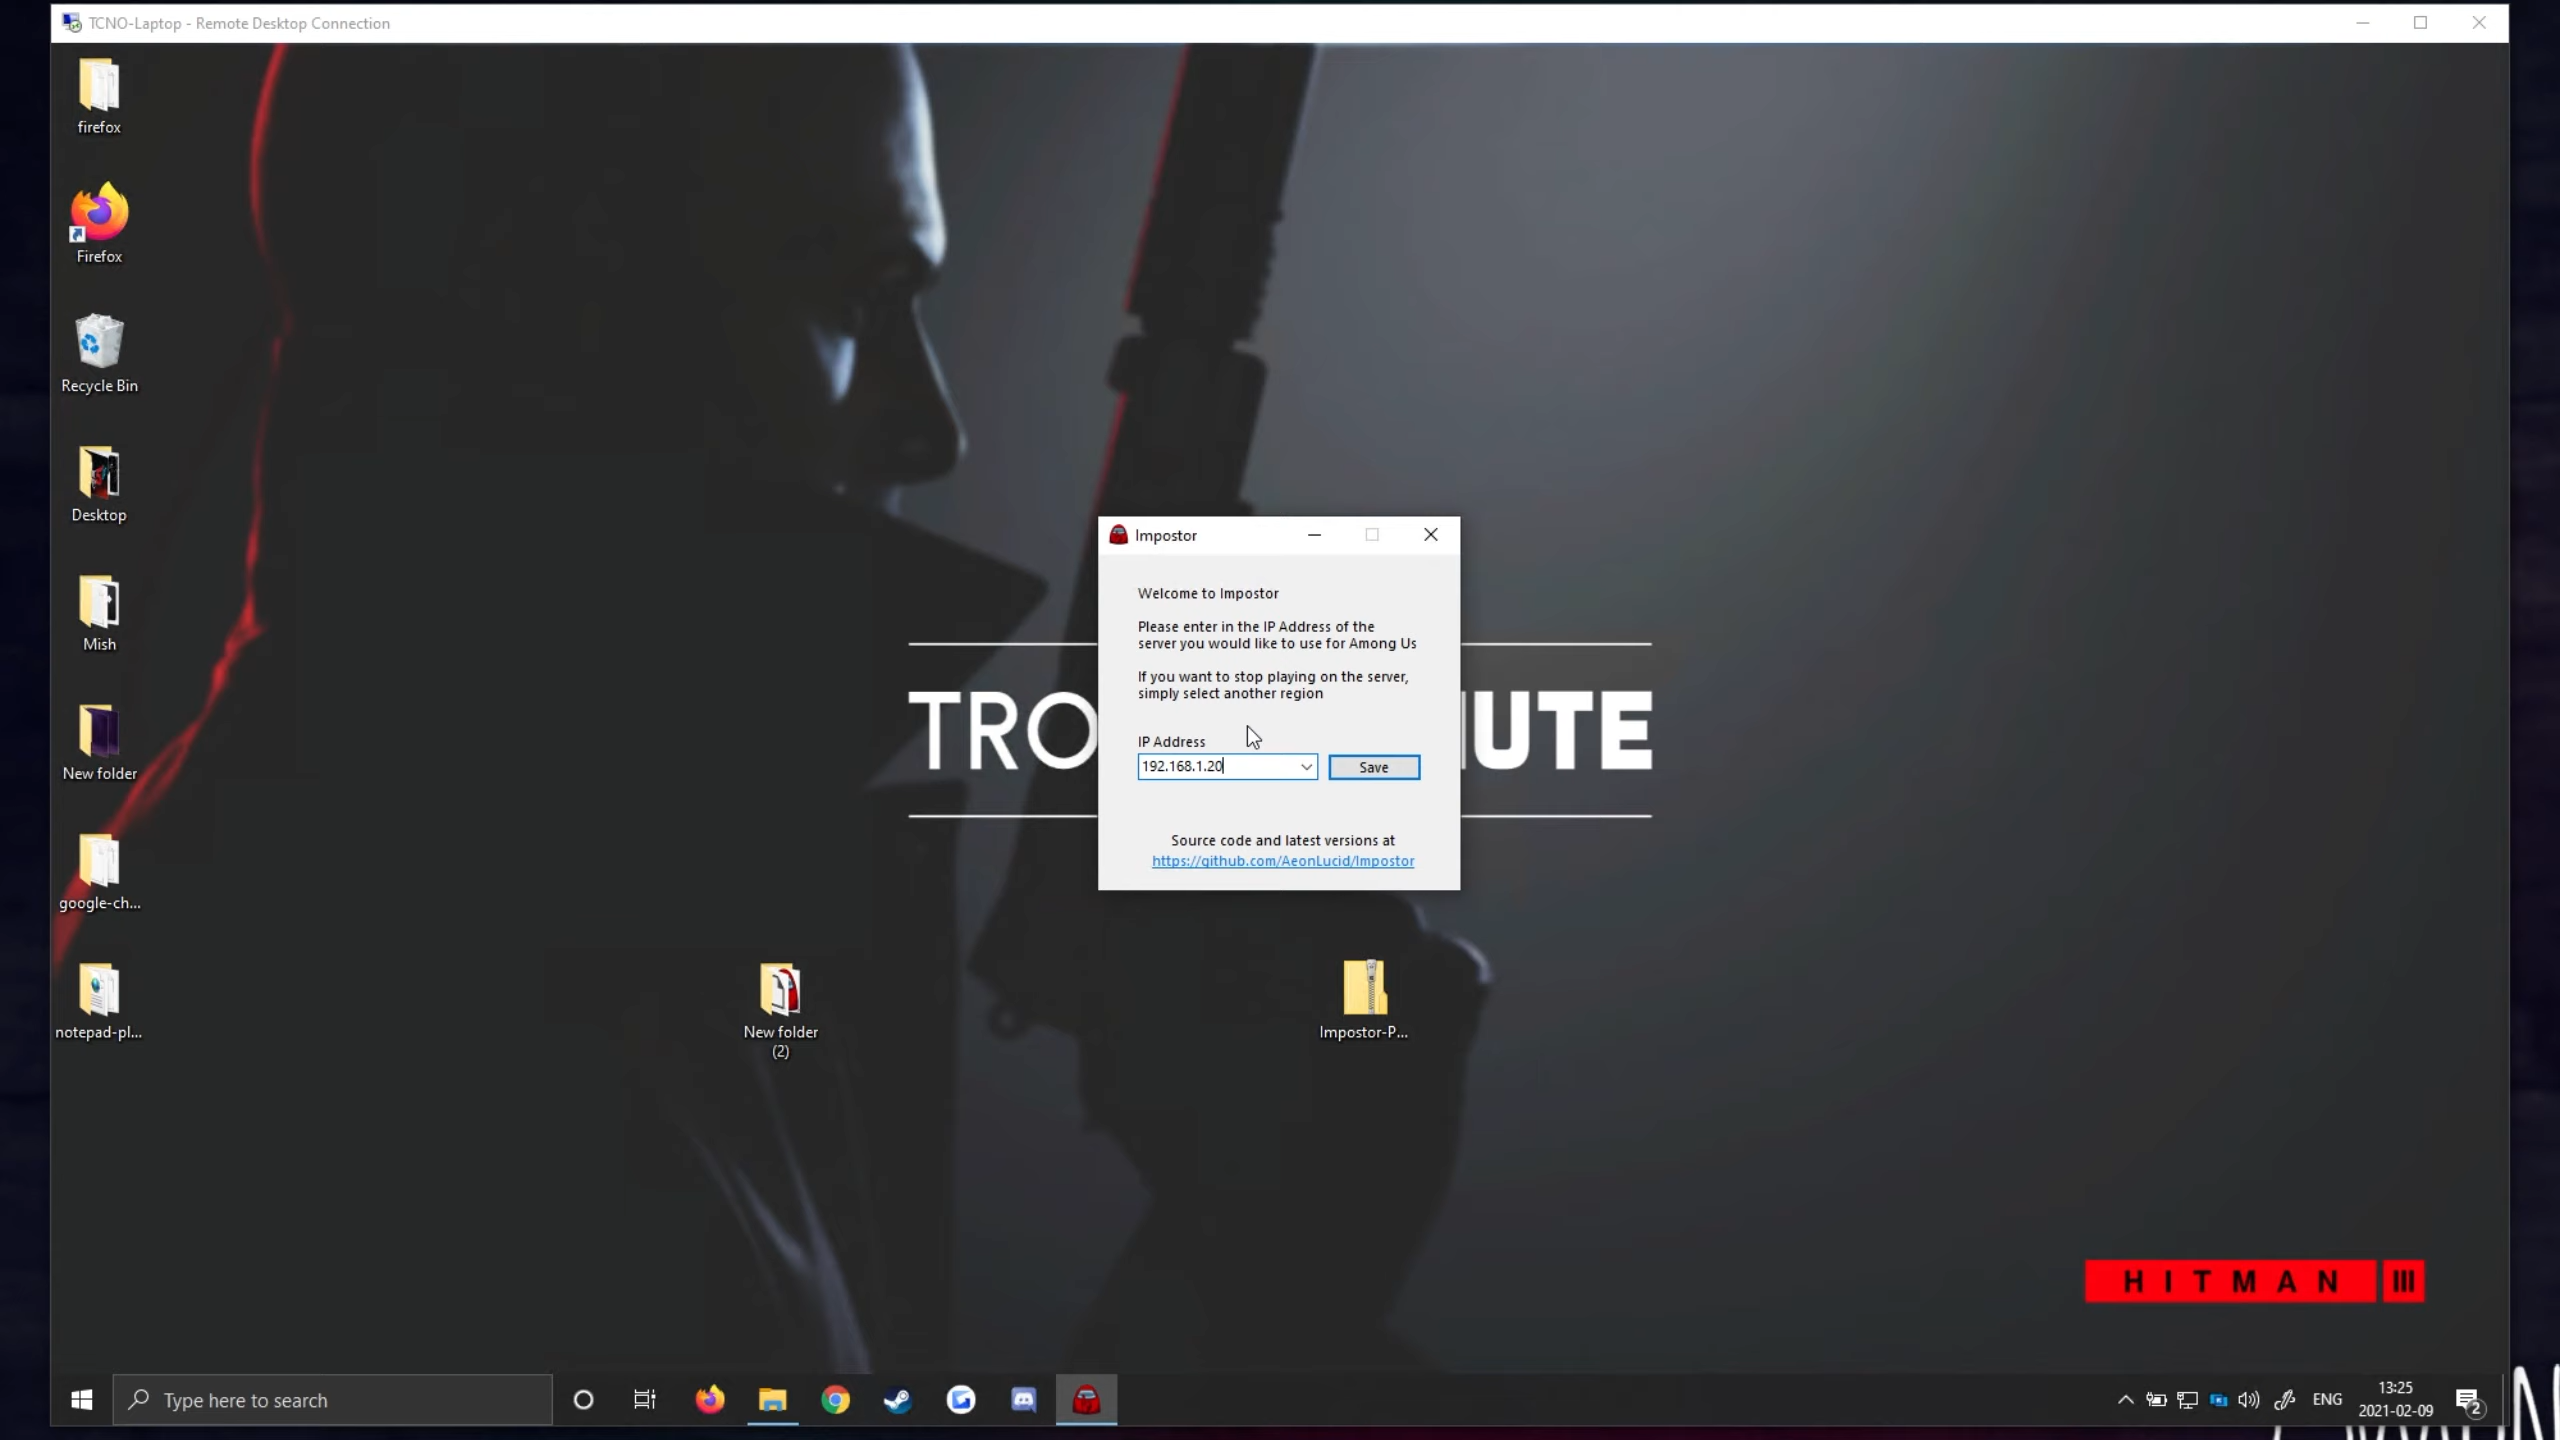 TCNO-Laptop - Remote Desktop Connection
firefox
Firefox
Recycle Bin
Desktop
Mish
New folder
google-ch...
notepad-pl...
Impostor
Welcome to Impostor
Please enter in the IP Address of the
server you would like to use for Among Us
If you want to stop playing on the server,
simply select another region
IP Address
192.168.1.20
Save
Source code and latest versions at
https://github.com/AeonLucid/Impostor
TRO
UTE
New folder
(2)
Impostor-P...
HITMAN III
Type here to search
ENG
13:25
2021-02-09
2